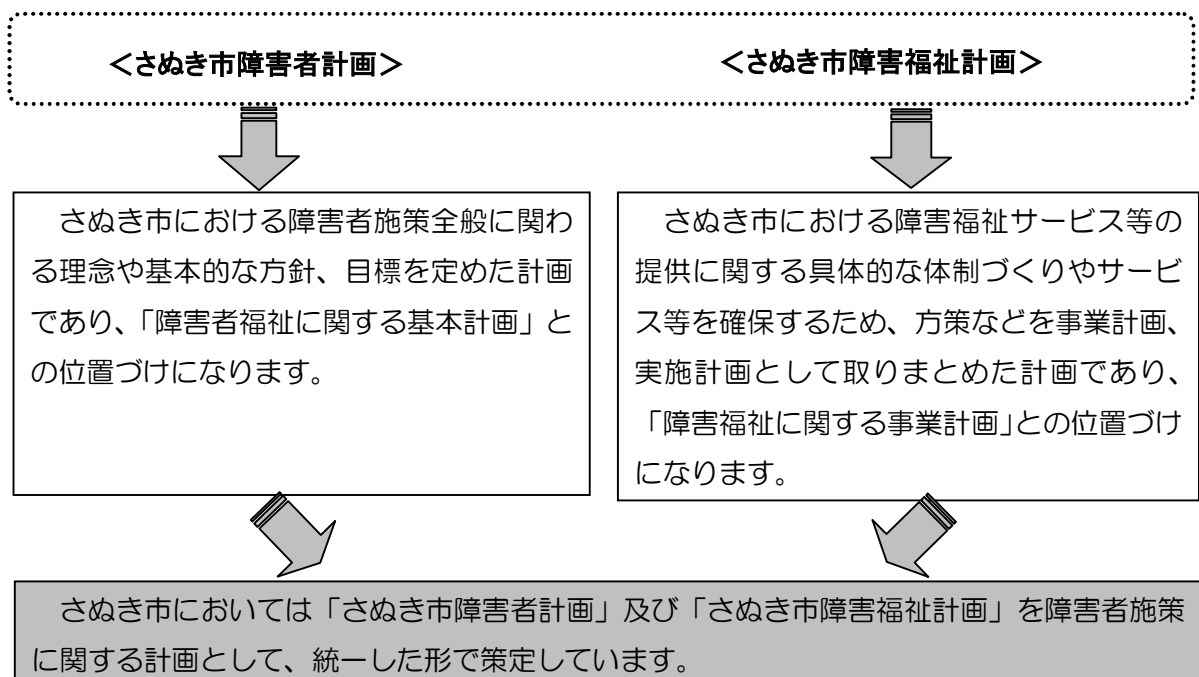 ＜さぬき市障害者計画＞
＜さぬき市障害福祉計画＞
さぬき市における障害者施策全般に関わ
る理念や基本的な方針、目標を定めた計画
であり、「障害者福祉に関する基本計画」と
の位置づけになります。
さぬき市における障害福祉サービス等の
提供に関する具体的な体制づくりやサービ
ス等を確保するため、方策などを事業計画、
実施計画として取りまとめた計画であり、
「障害福祉に関する事業計画」との位置づけ
になります。
さぬき市においては「さぬき市障害者計画」及び「さぬき市障害福祉計画」を障害者施策
に関する計画として、統一した形で策定しています。